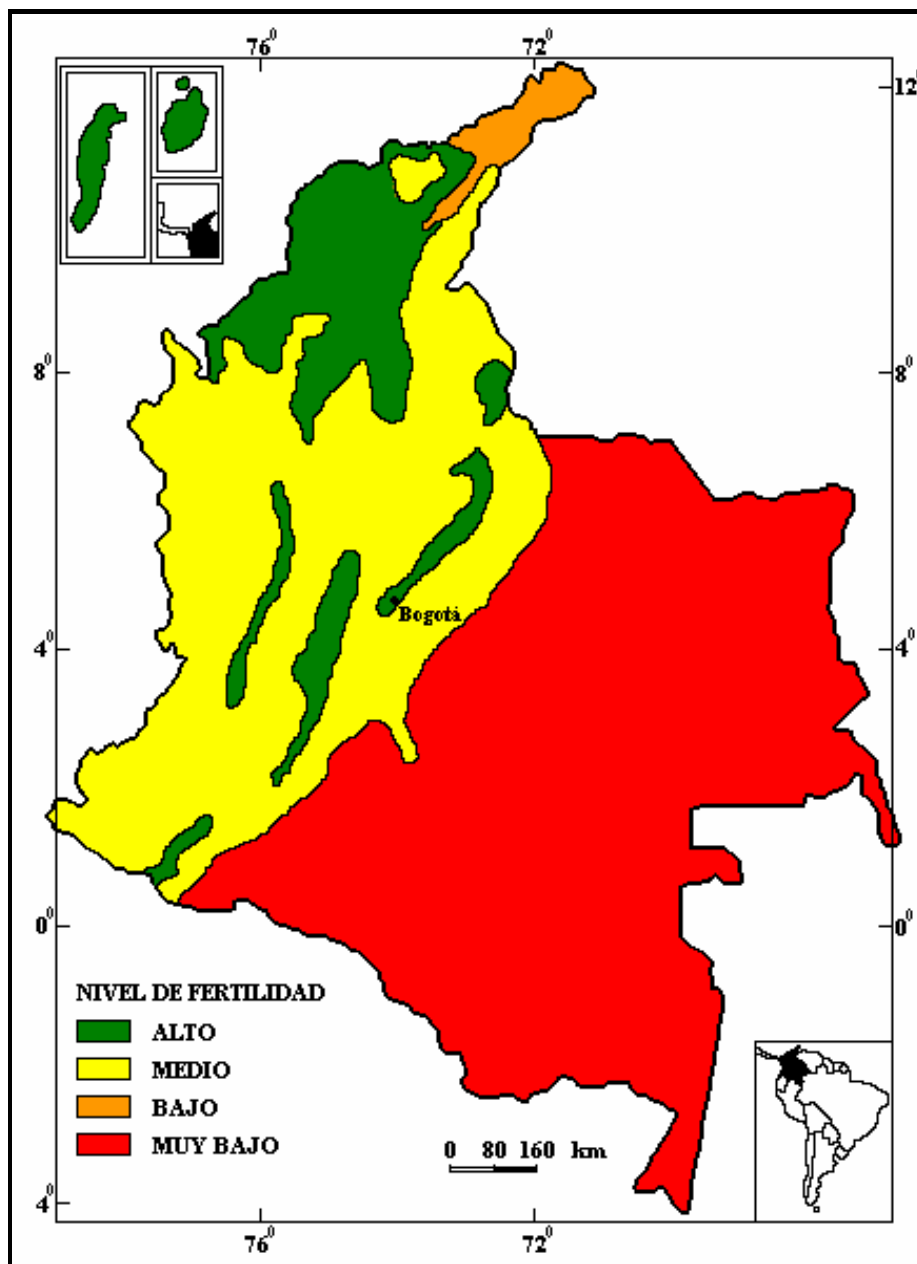 76⁰ 72⁰
12⁰
8⁰ 8⁰
Bogotá
4⁰ 4⁰
0⁰ 0⁰
NIVEL DE FERTILIDAD
ALTO
MEDIO
BAJO
MUY BAJO
0 80 160 km
4⁰
76⁰ 72⁰